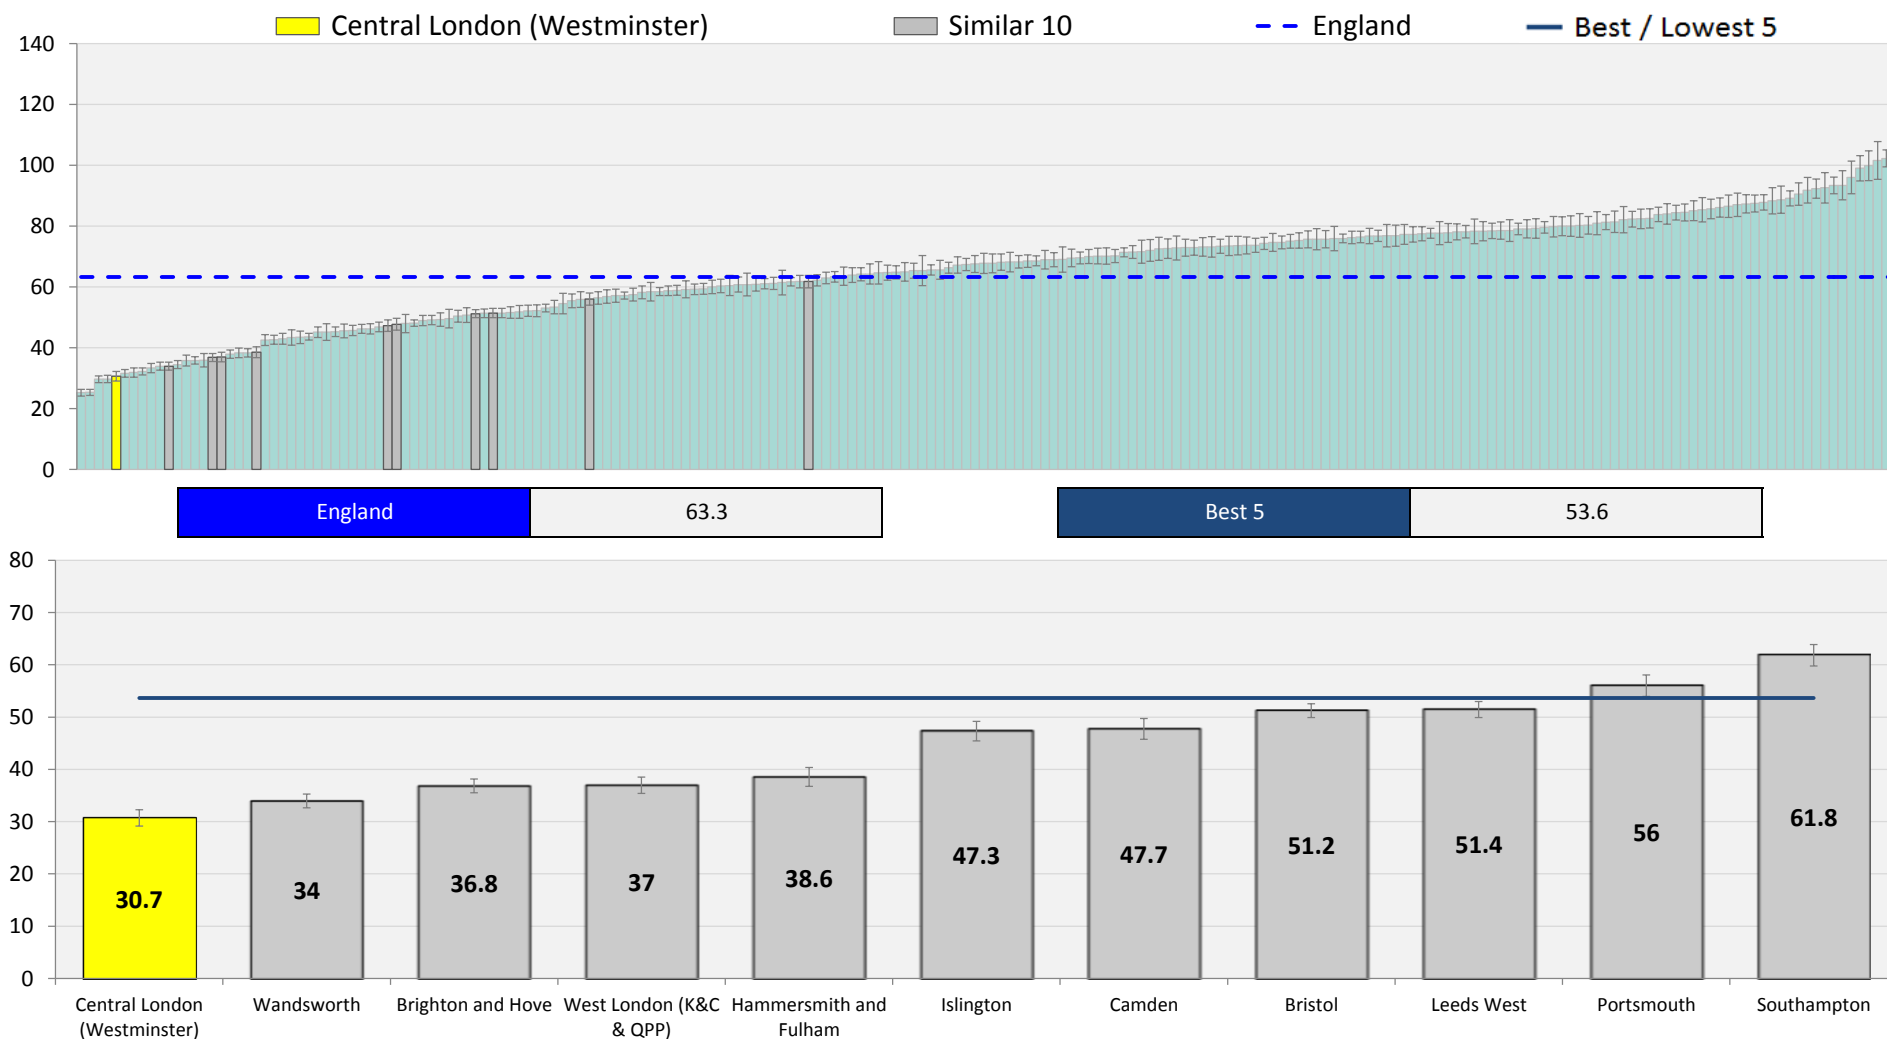 Central London (Westminster) Similar 10 England Best / Lowest 5
140
120
100
80
60
40
20
0
England 63.3 Best 5 53.6
80
70
60
50
40
30
20
10
0
30.7 34 36.8 37 38.6 47.3 47.7 51.2 51.4 56 61.8
Central London (Westminster)
Wandsworth
Brighton and Hove
West London (K&C & QPP)
Hammersmith and Fulham
Islington
Camden
Bristol
Leeds West
Portsmouth
Southampton